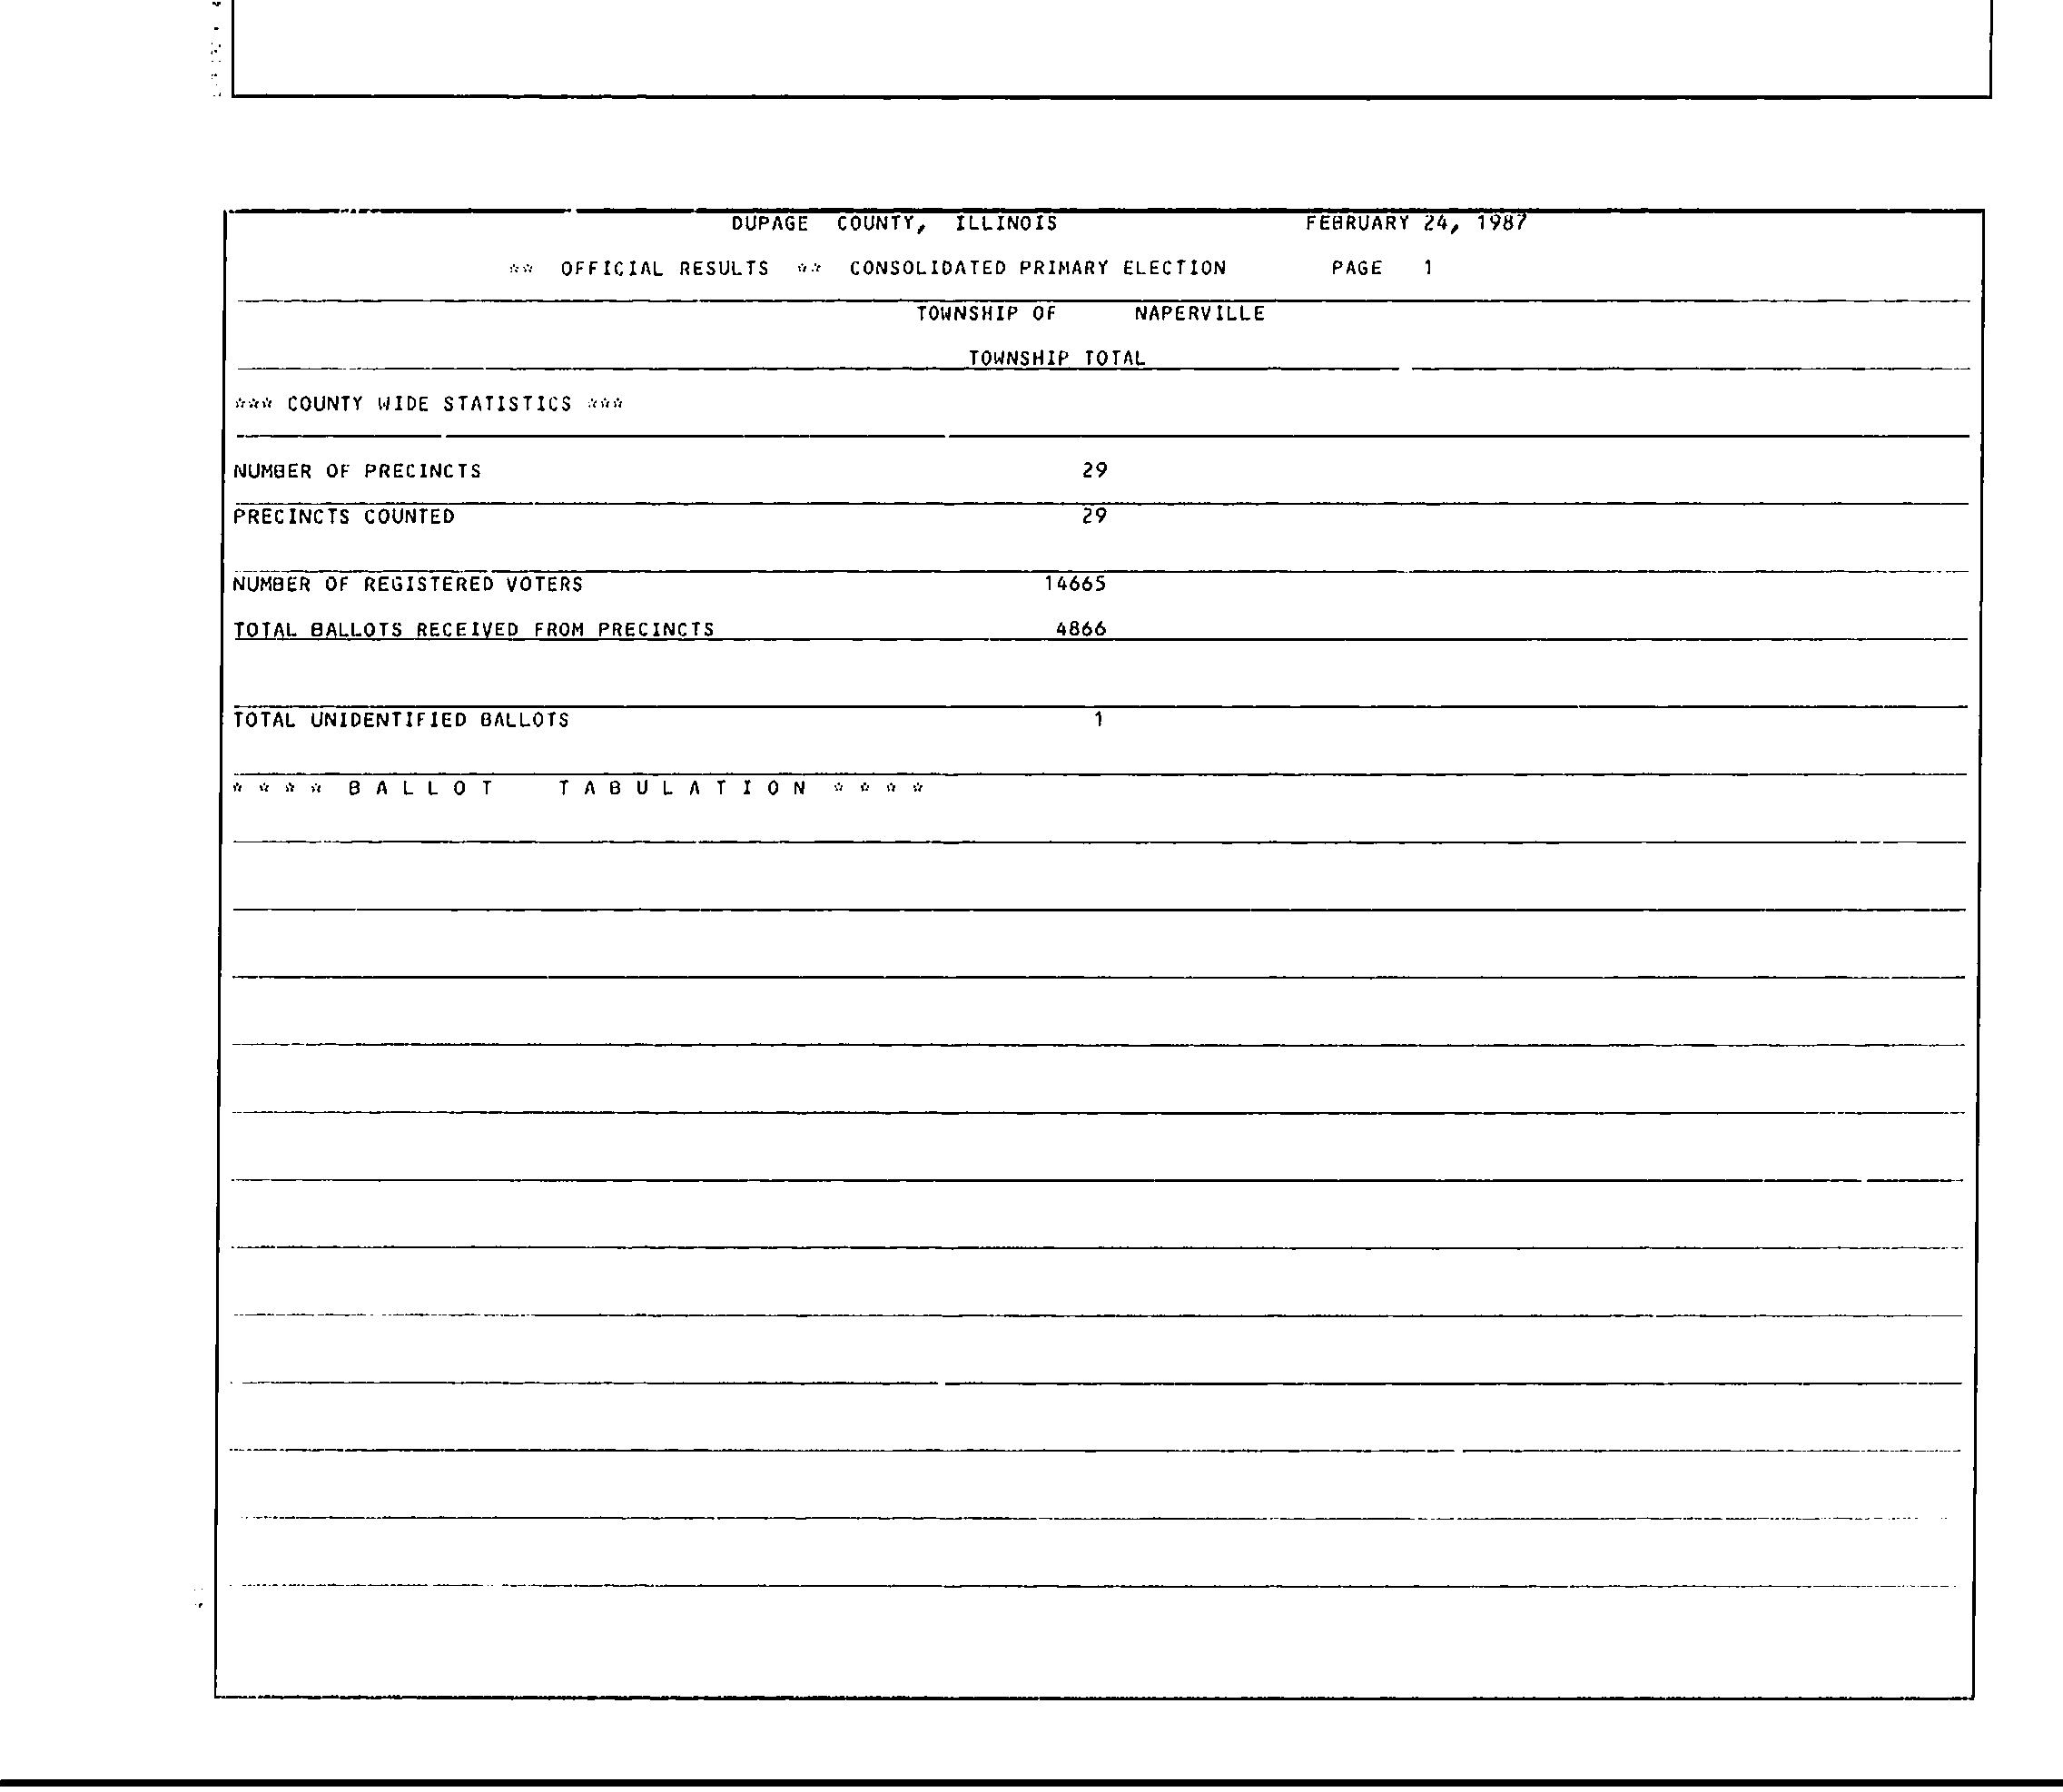 DUPAGE COUNTY, ILLINOIS FEBRUARY 24, 1987
** OFFICIAL RESULTS ** CONSOLIDATED PRIMARY ELECTION PAGE 1
TOWNSHIP OF NAPERVILLE
TOWNSHIP TOTAL
*** COUNTY WIDE STATISTICS ***
NUMBER OF PRECINCTS 29
PRECINCTS COUNTED 29
NUMBER OF REGISTERED VOTERS 14665
TOTAL BALLOTS RECEIVED FROM PRECINCTS 4866
TOTAL UNIDENTIFIED BALLOTS 1
* * * * B A L L O T T A B U L A T I O N * * * *